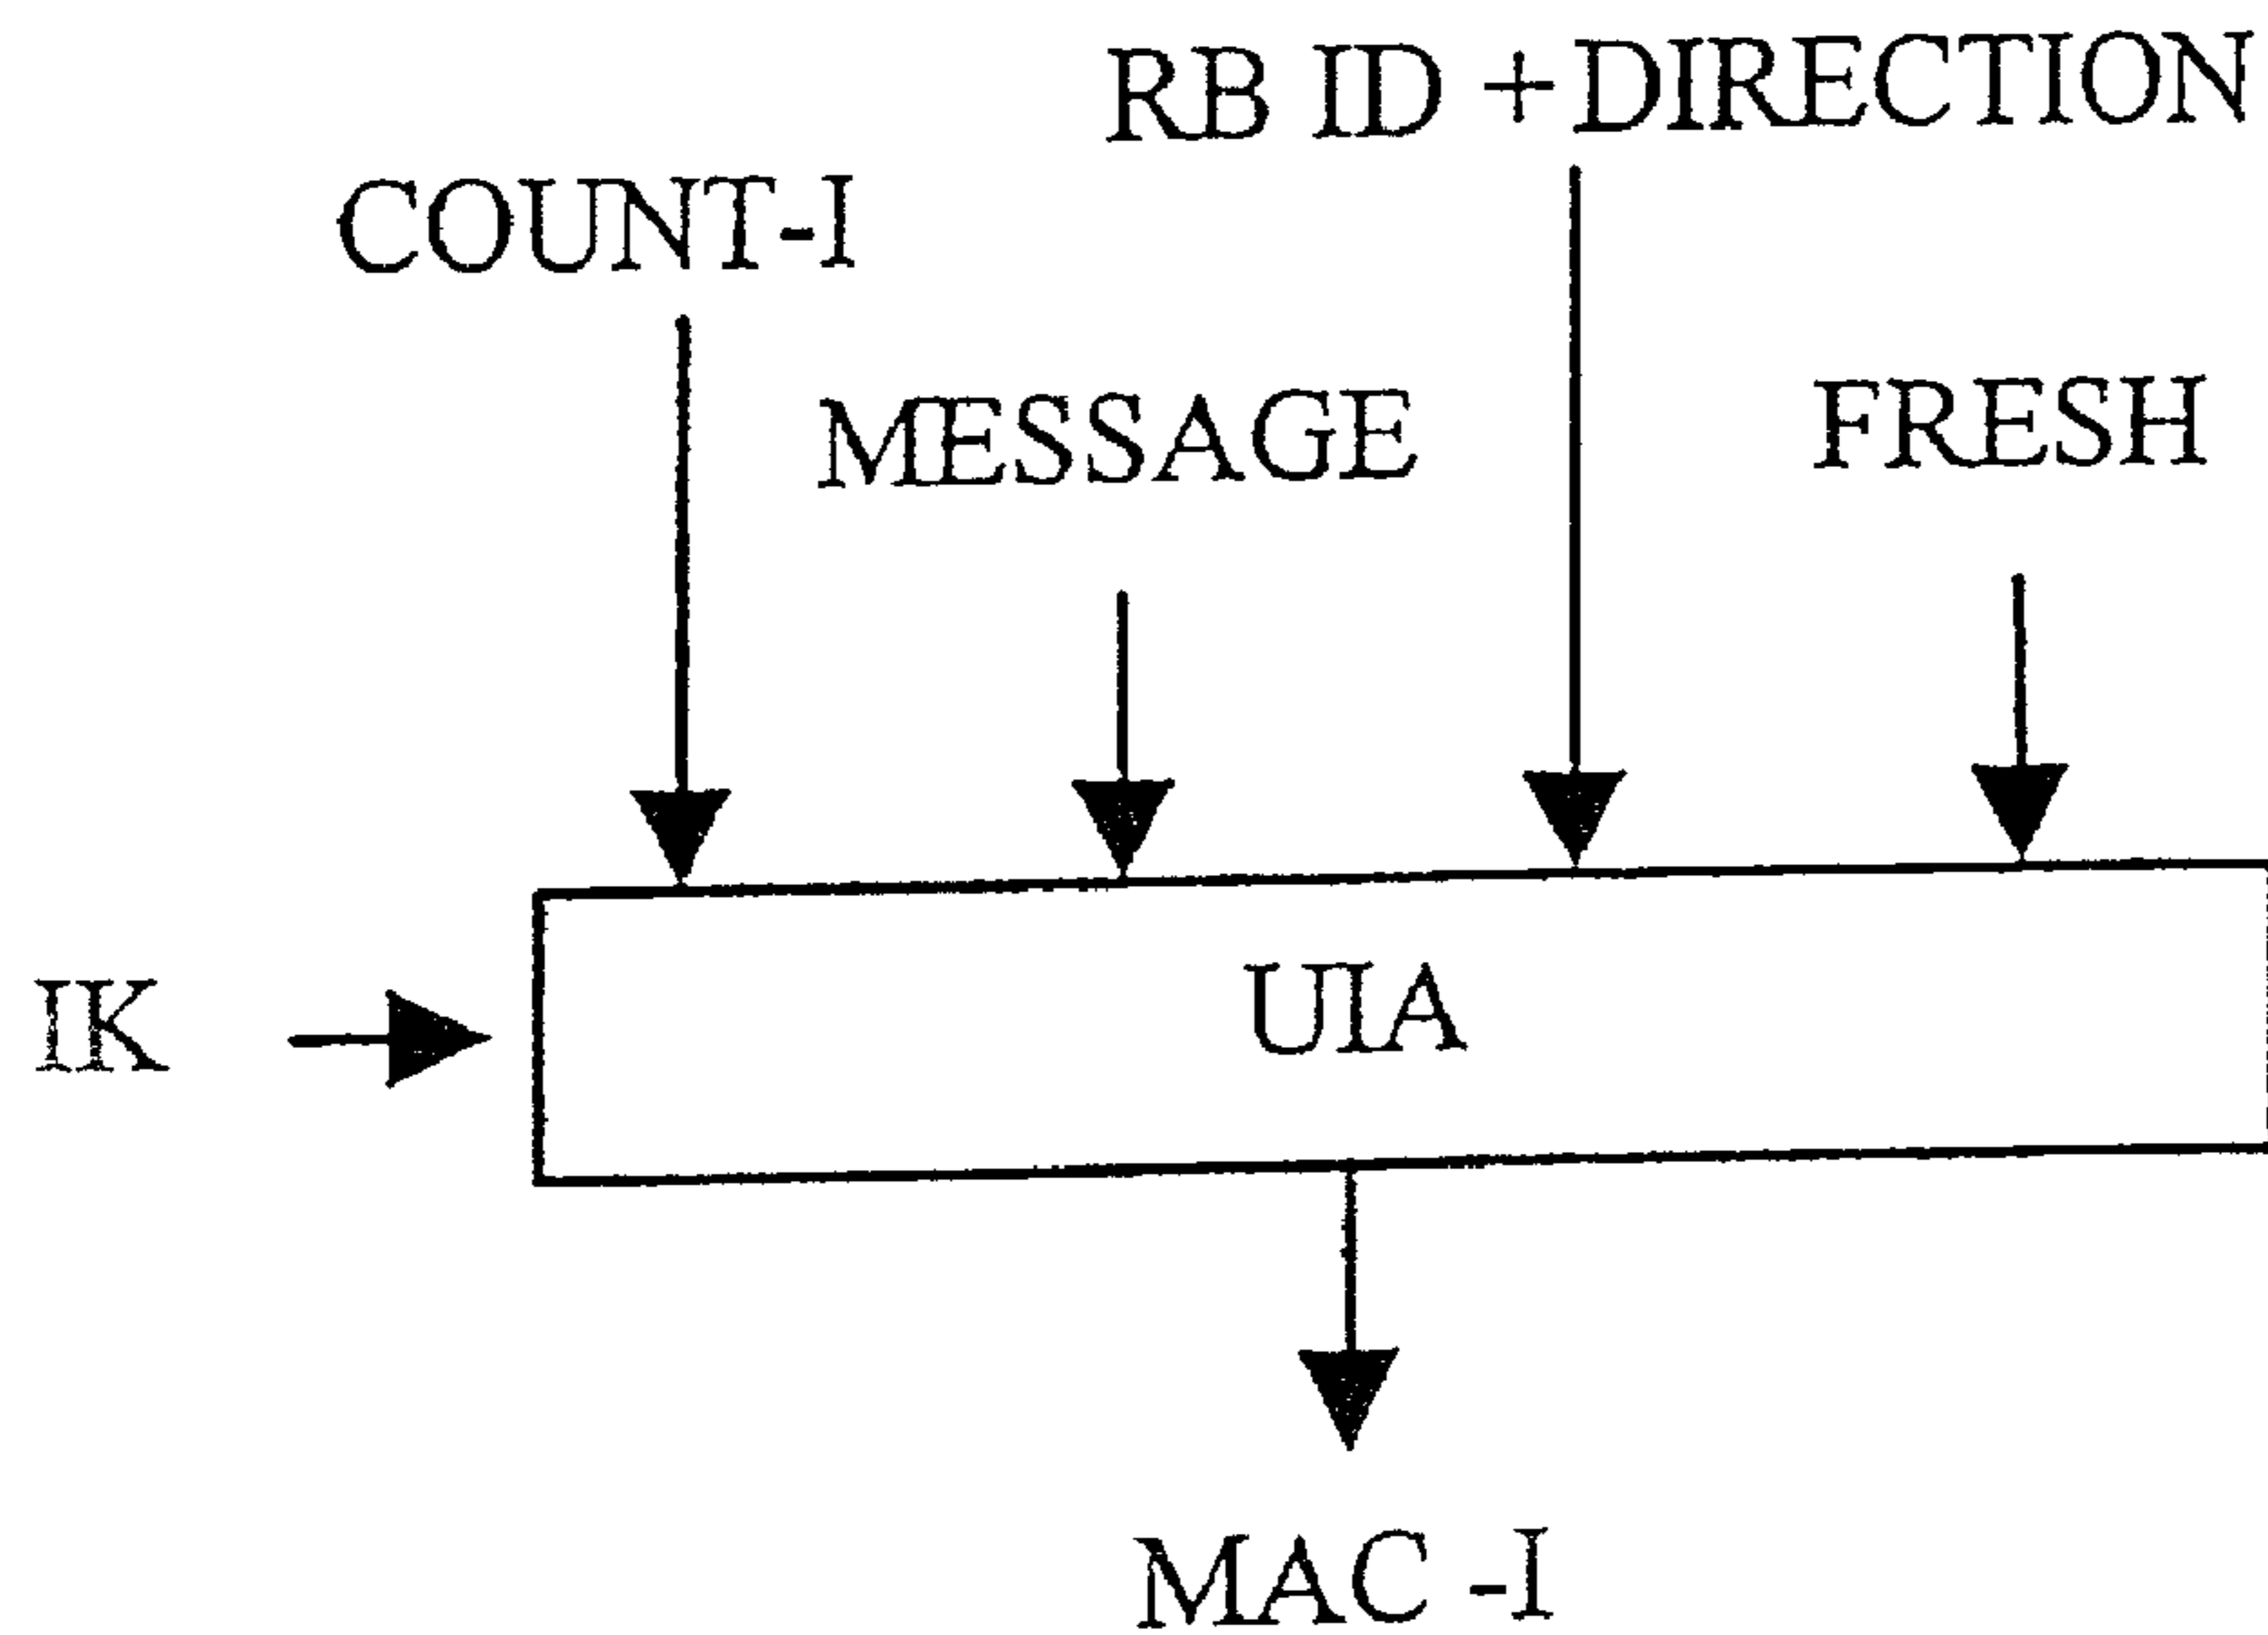 RB ID +DIRECTION
COUNT-I
MESSAGE
FRESH
IK
UIA
MAC -I